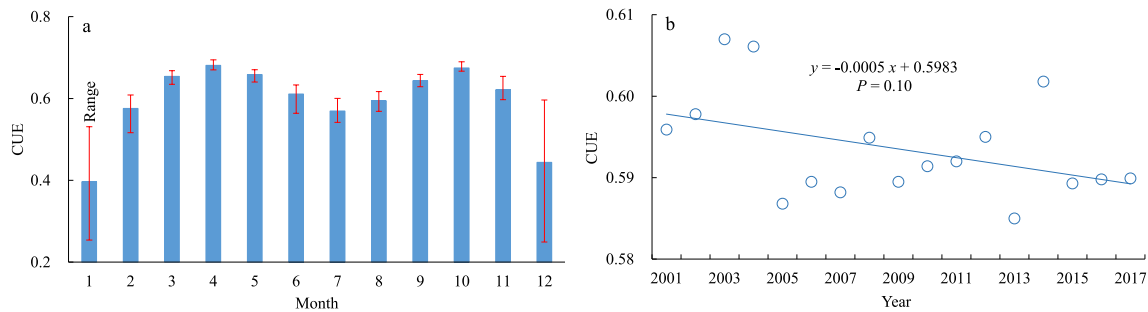 a
0.8
0.6
0.4
0.2
CUE
Range
1 2 3 4 5 6 7 8 9 10 11 12
Month
b
0.61
0.60
0.59
0.58
CUE
y = -0.0005 x + 0.5983
P = 0.10
2001 2003 2005 2007 2009 2011 2013 2015 2017
Year